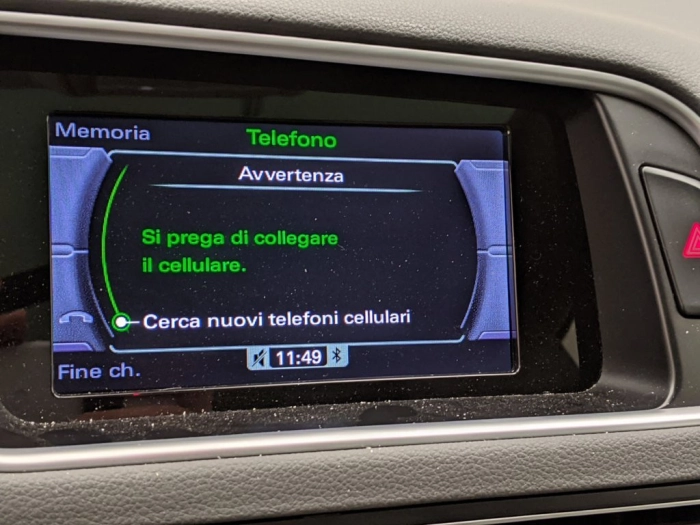 Memoria
Telefono
Avvertenza
Si prega di collegare
il cellulare.
Cerca nuovi telefoni cellulari
11:49
Fine ch.